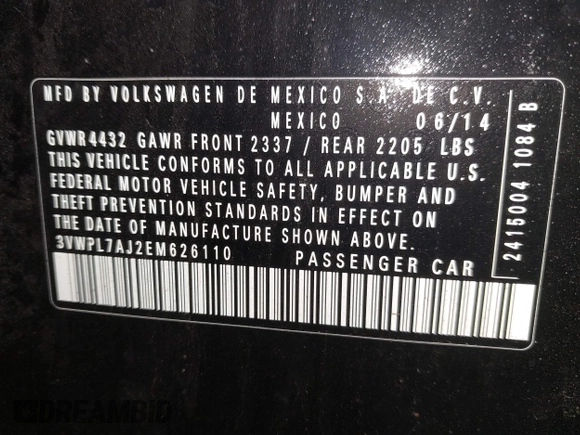 MFD BY VOLKSWAGEN DE MEXICO S.A. DE C.V.
MEXICO 06/14
GVWR4432 GAWR FRONT 2337 / REAR 2205 LBS
THIS VEHICLE CONFORMS TO ALL APPLICABLE U.S.
FEDERAL MOTOR VEHICLE SAFETY, BUMPER AND
THEFT PREVENTION STANDARDS IN EFFECT ON
THE DATE OF MANUFACTURE SHOWN ABOVE.
3VWPL7AJ2EM626110 PASSENGER CAR
2415004 1084 B
DREAMBID